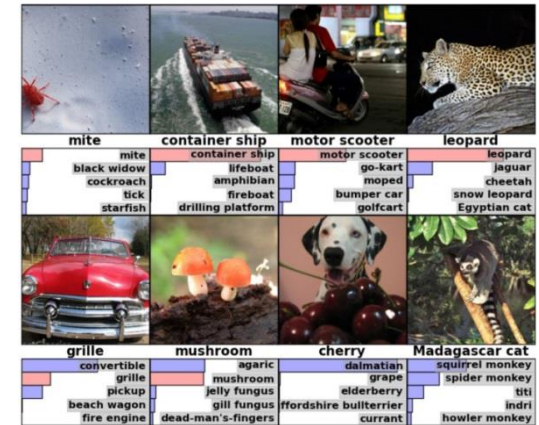 mite
container ship
motor scooter
leopard
mite
black widow
cockroach
tick
starfish
container ship
lifeboat
amphibian
fireboat
drilling platform
motor scooter
go-kart
moped
bumper car
golfcart
leopard
jaguar
cheetah
snow leopard
Egyptian cat
grille
mushroom
cherry
Madagascar cat
convertible
grille
pickup
beach wagon
fire engine
agaric
mushroom
jelly fungus
gill fungus
dead-man's-fingers
dalmatian
grape
elderberry
ffordshire bullterrier
currant
squirrel monkey
spider monkey
titi
indri
howler monkey